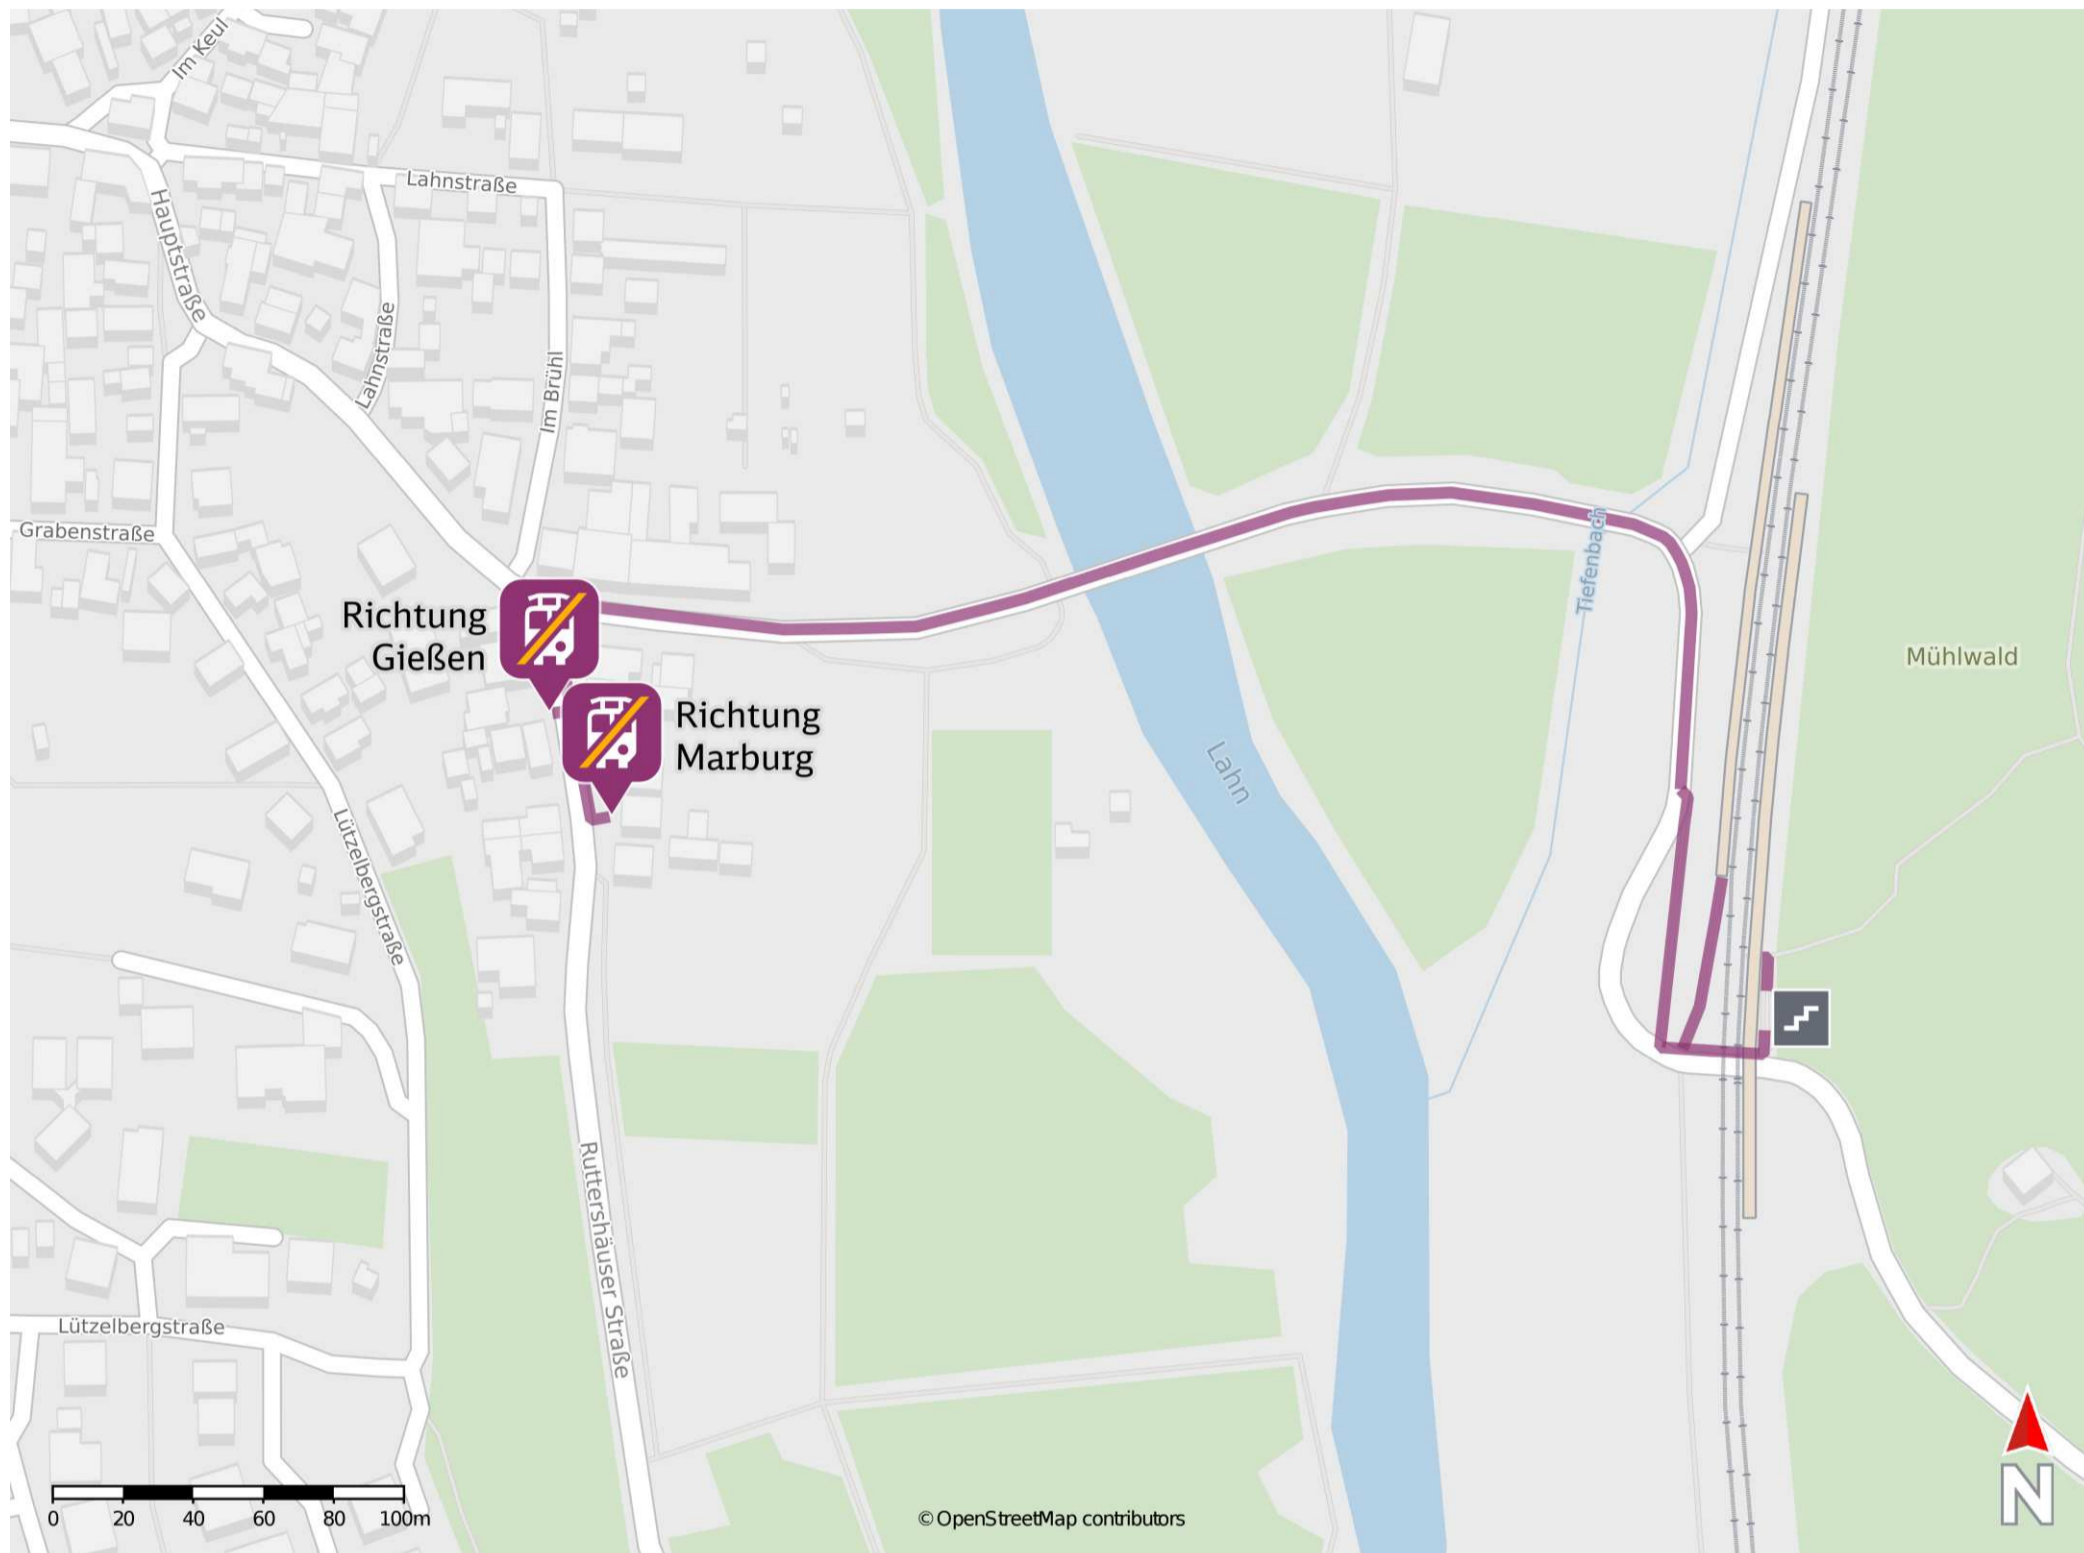 Im Keul
Lahnstraße
Hauptstraße
Lahnstraße
Im Brühl
Grabenstraße
Tiefenbach
Richtung
Gießen
Mühlwald
Richtung
Marburg
Lahn
Lützelbergstraße
Ruttershäuser Straße
Lützelbergstraße
0 20 40 60 80 100m
© OpenStreetMap contributors
N